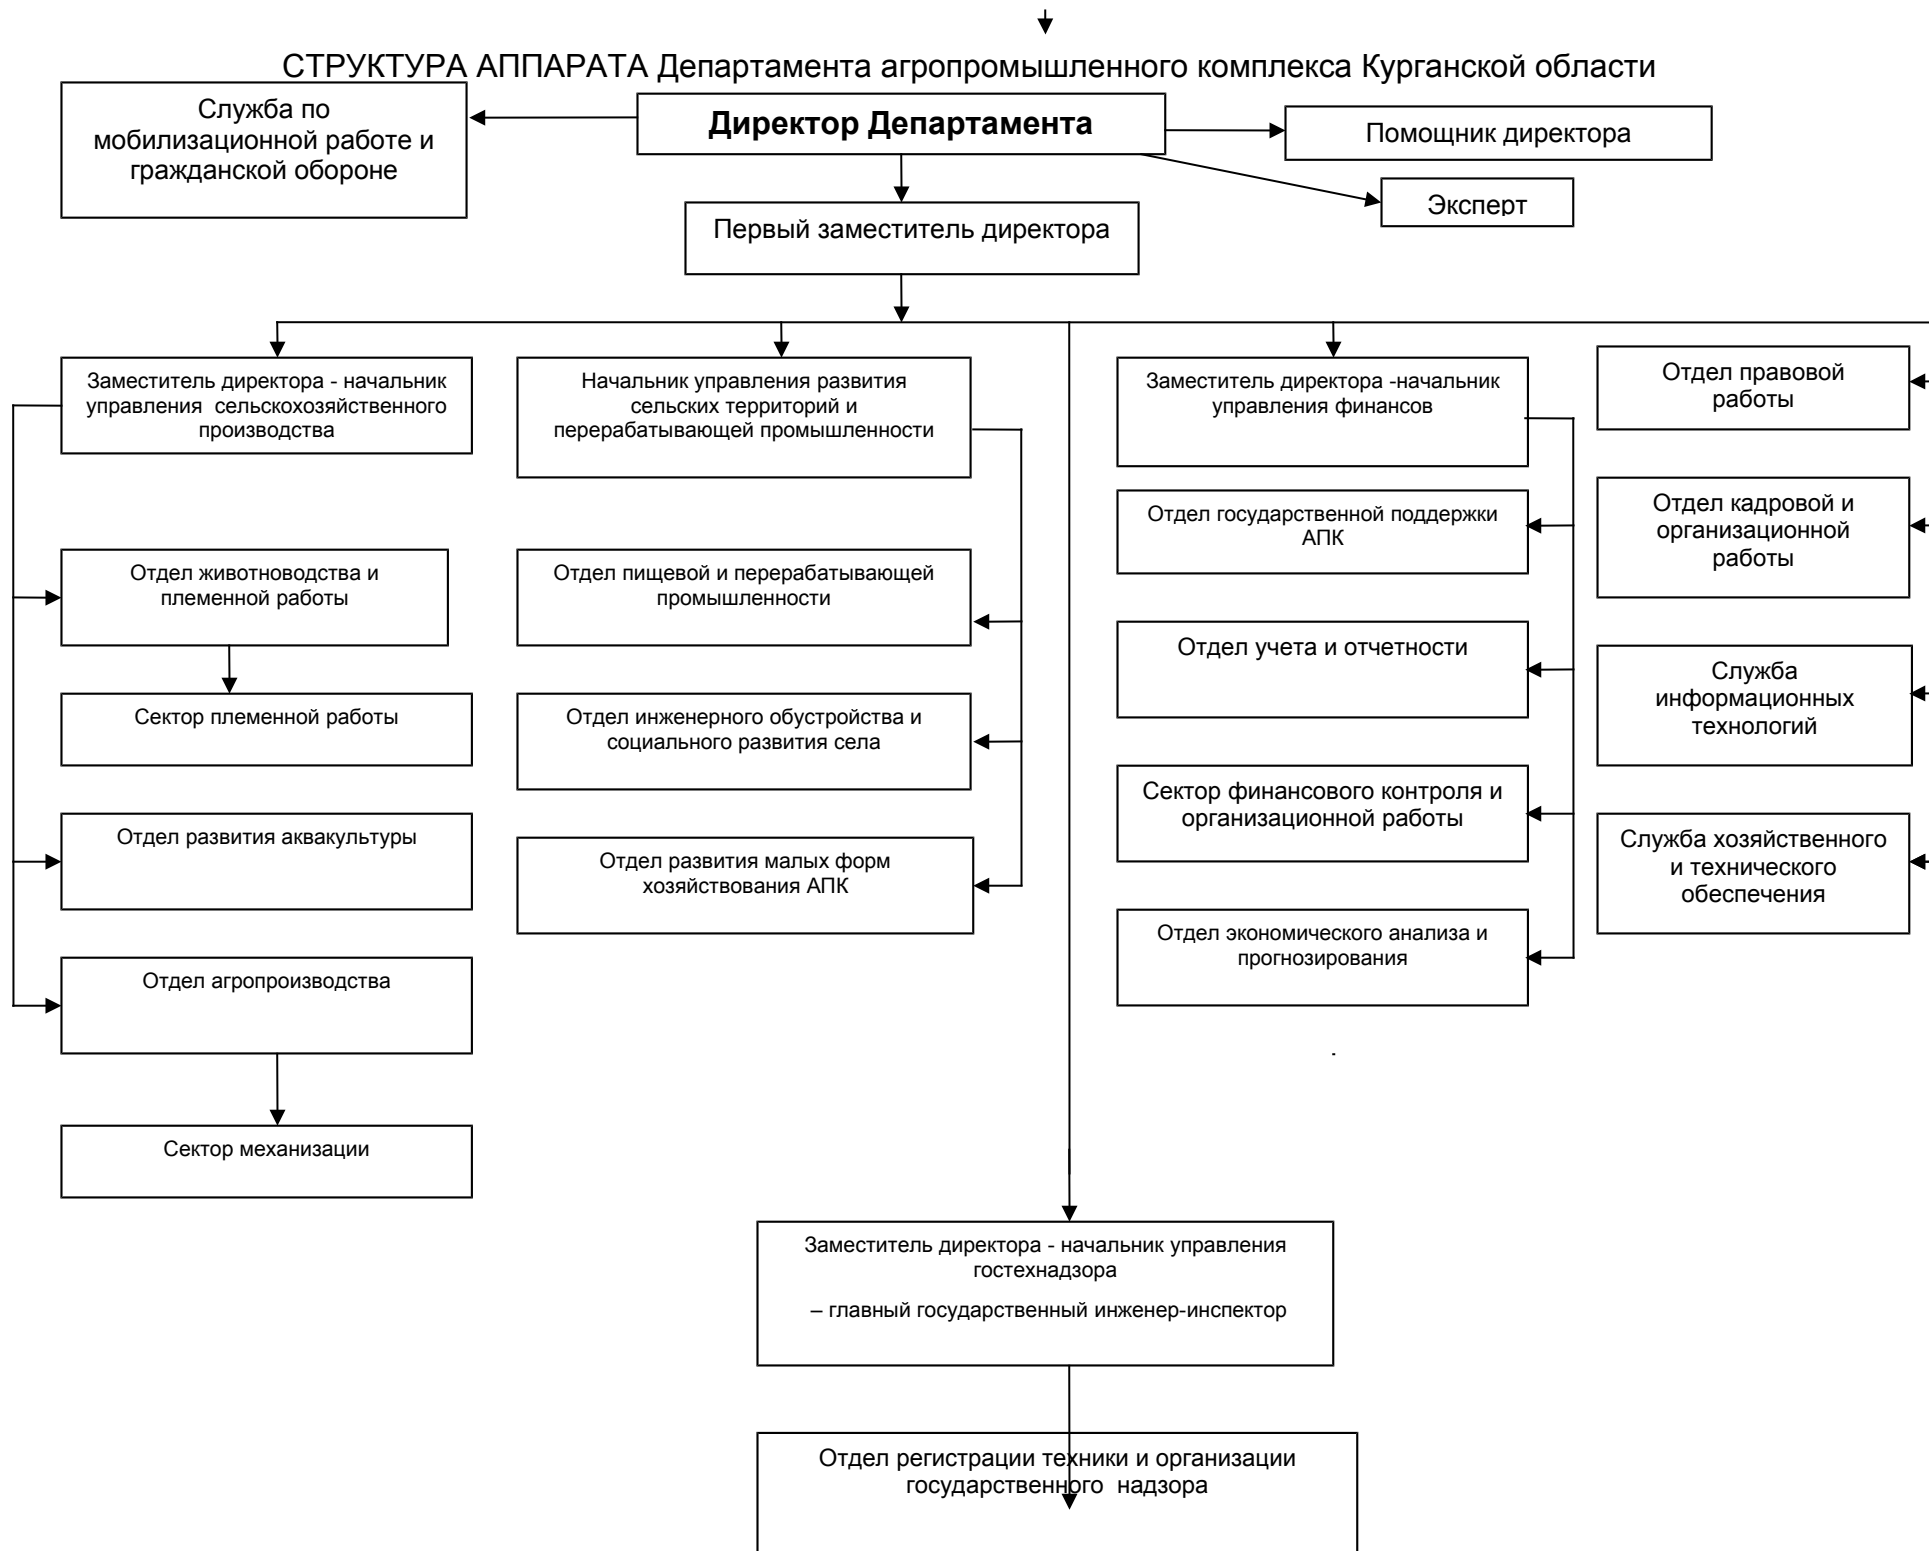 СТРУКТУРА АППАРАТА Департамента агропромышленного комплекса Курганской области
Служба по
мобилизационной работе и
гражданской обороне
Директор Департамента
Помощник директора
Эксперт
Первый заместитель директора
Заместитель директора - начальник
управления сельскохозяйственного
производства
Начальник управления развития
сельских территорий и
перерабатывающей промышленности
Заместитель директора -начальник
управления финансов
Отдел правовой
работы
Отдел государственной поддержки
АПК
Отдел кадровой и
организационной
работы
Отдел животноводства и
племенной работы
Отдел пищевой и перерабатывающей
промышленности
Отдел учета и отчетности
Служба
информационных
технологий
Сектор племенной работы
Отдел инженерного обустройства и
социального развития села
Сектор финансового контроля и
организационной работы
Служба хозяйственного
и технического
обеспечения
Отдел развития аквакультуры
Отдел развития малых форм
хозяйствования АПК
Отдел экономического анализа и
прогнозирования
Отдел агропроизводства
Сектор механизации
Заместитель директора - начальник управления
гостехнадзора
– главный государственный инженер-инспектор
Отдел регистрации техники и организации
государственного надзора